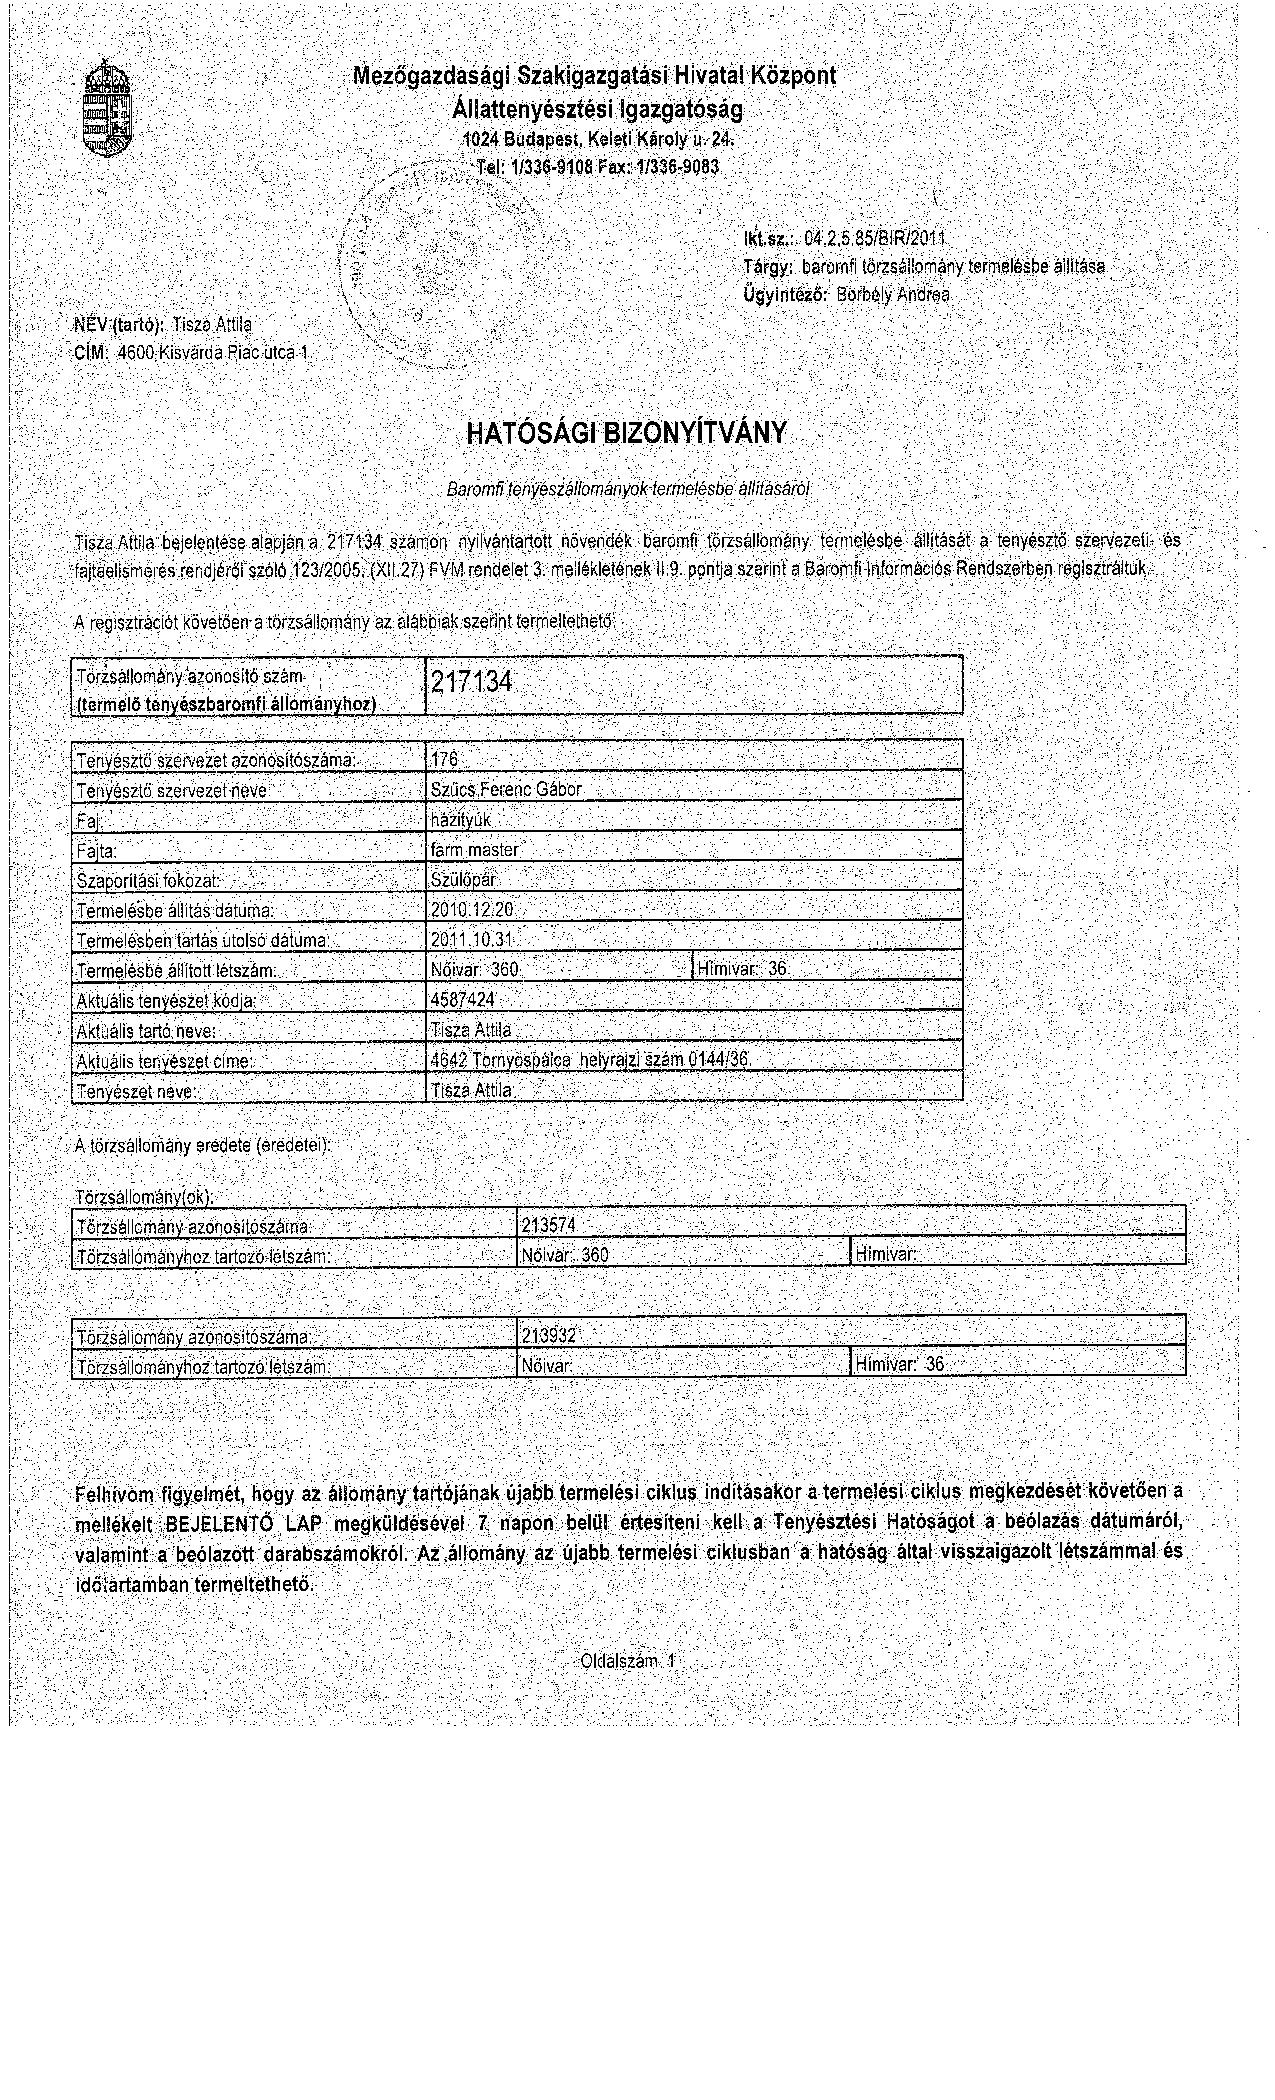 Mezőgazdasági Szakigazgatási Hivatal Központ
Állattenyésztési Igazgatóság
1024 Budapest, Keleti Károly u. 24.
Tel: 1/336-9108 Fax: 1/336-9083
Ikt.sz.: 04.2.5.85/BIR/2011
Tárgy: baromfi törzsállomány termelésbe állítása
Ügyintéző: Borbély Andrea
NÉV (tartó): Tisza Attila
CÍM: 4600 Kisvárda Piac utca 1.
HATÓSÁGI BIZONYÍTVÁNY
Baromfi tenyészállományok termelésbe állításáról
Tisza Attila bejelentése alapján a 217134 számon nyilvántartott növendék baromfi törzsállomány termelésbe állítását a tenyésztő szervezeti- és
fajtaelismerés rendjéről szóló 123/2005. (XII.27) FVM rendelet 3. mellékletének II.9. pontja szerint a Baromfi Információs Rendszerben regisztráltuk.
A regisztrációt követően a törzsállomány az alábbiak szerint termeltethető:
Törzsállomány azonosító szám 217134
(termelő tenyészbaromfi állományhoz)
Tenyésztő szervezet azonosítószáma: 176
Tenyésztő szervezet neve: Szűcs Ferenc Gábor
Faj: házityúk
Fajta: farm master
Szaporítási fokozat: Szülőpár
Termelésbe állítás dátuma: 2010.12.20
Termelésben tartás utolsó dátuma: 2011.10.31
Termelésbe állított létszám: Nőivar: 360 Hímivar: 36
Aktuális tenyészet kódja: 4587424
Aktuális tartó neve: Tisza Attila
Aktuális tenyészet címe: 4642 Tornyospálca helyrajzi szám 0144/36
Tenyészet neve: Tisza Attila
A törzsállomány eredete (eredetei):
Törzsállomány(ok):
Törzsállomány azonosítószáma: 213574
Törzsállományhoz tartozó létszám: Nőivar: 360 Hímivar:
Törzsállomány azonosítószáma: 213932
Törzsállományhoz tartozó létszám: Nőivar: Hímivar: 36
Felhívom figyelmét, hogy az állomány tartójának újabb termelési ciklus indításakor a termelési ciklus megkezdését követően a
mellékelt BEJELENTŐ LAP megküldésével 7 napon belül értesíteni kell a Tenyésztési Hatóságot a beólazás dátumáról,
valamint a beólazott darabszámokról. Az állomány az újabb termelési ciklusban a hatóság által visszaigazolt létszámmal és
időtartamban termeltethető.
Oldalszám 1